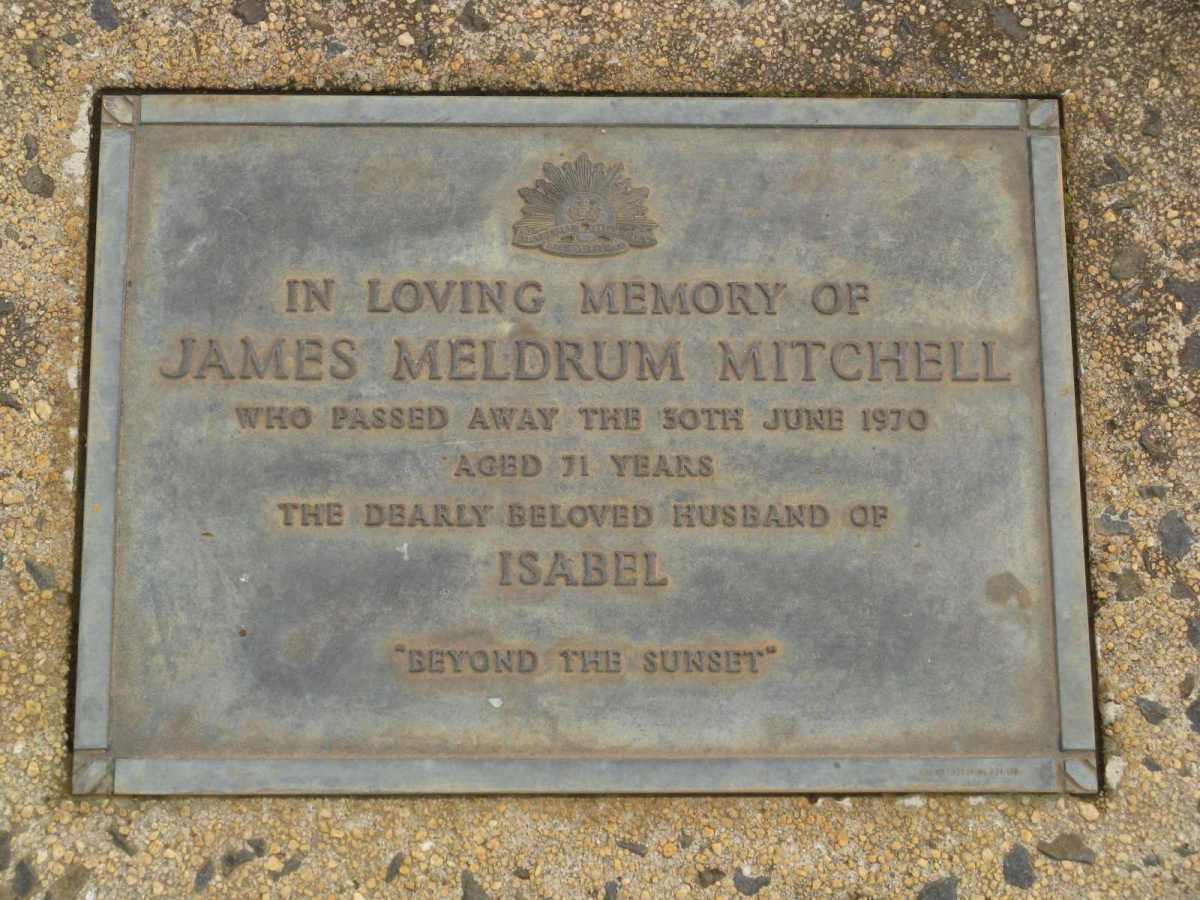 IN LOVING MEMORY OF
JAMES MELDRUM MITCHELL
WHO PASSED AWAY THE 30TH JUNE 1970
AGED 71 YEARS
THE DEARLY BELOVED HUSBAND OF
ISABEL
"BEYOND THE SUNSET"